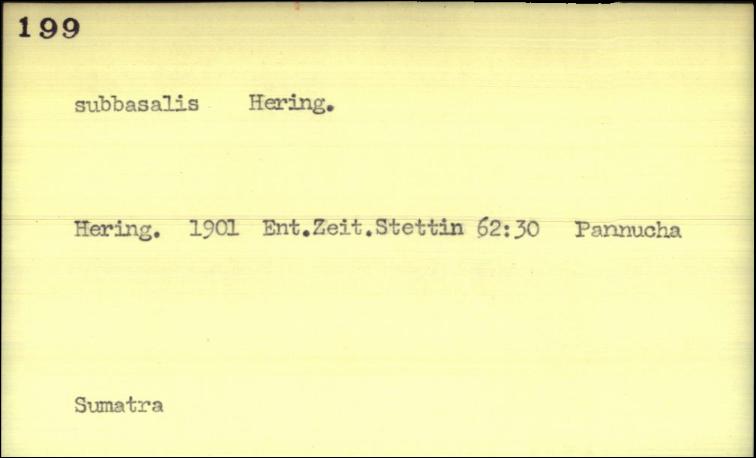 199
subbasalis Hering.
Hering. 1901 Ent.Zeit.Stettin 62:30 Pannucha
Sumatra